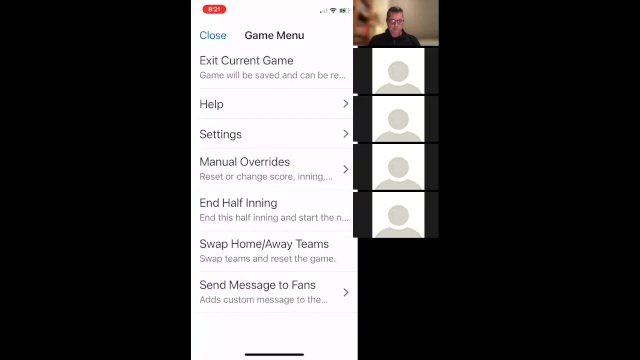 8:21
Close Game Menu
Exit Current Game
Game will be saved and can be re...
Help
Settings
Manual Overrides
Reset or change score, inning,...
End Half Inning
End this half inning and start the n...
Swap Home/Away Teams
Swap teams and reset the game.
Send Message to Fans
Adds custom message to the...